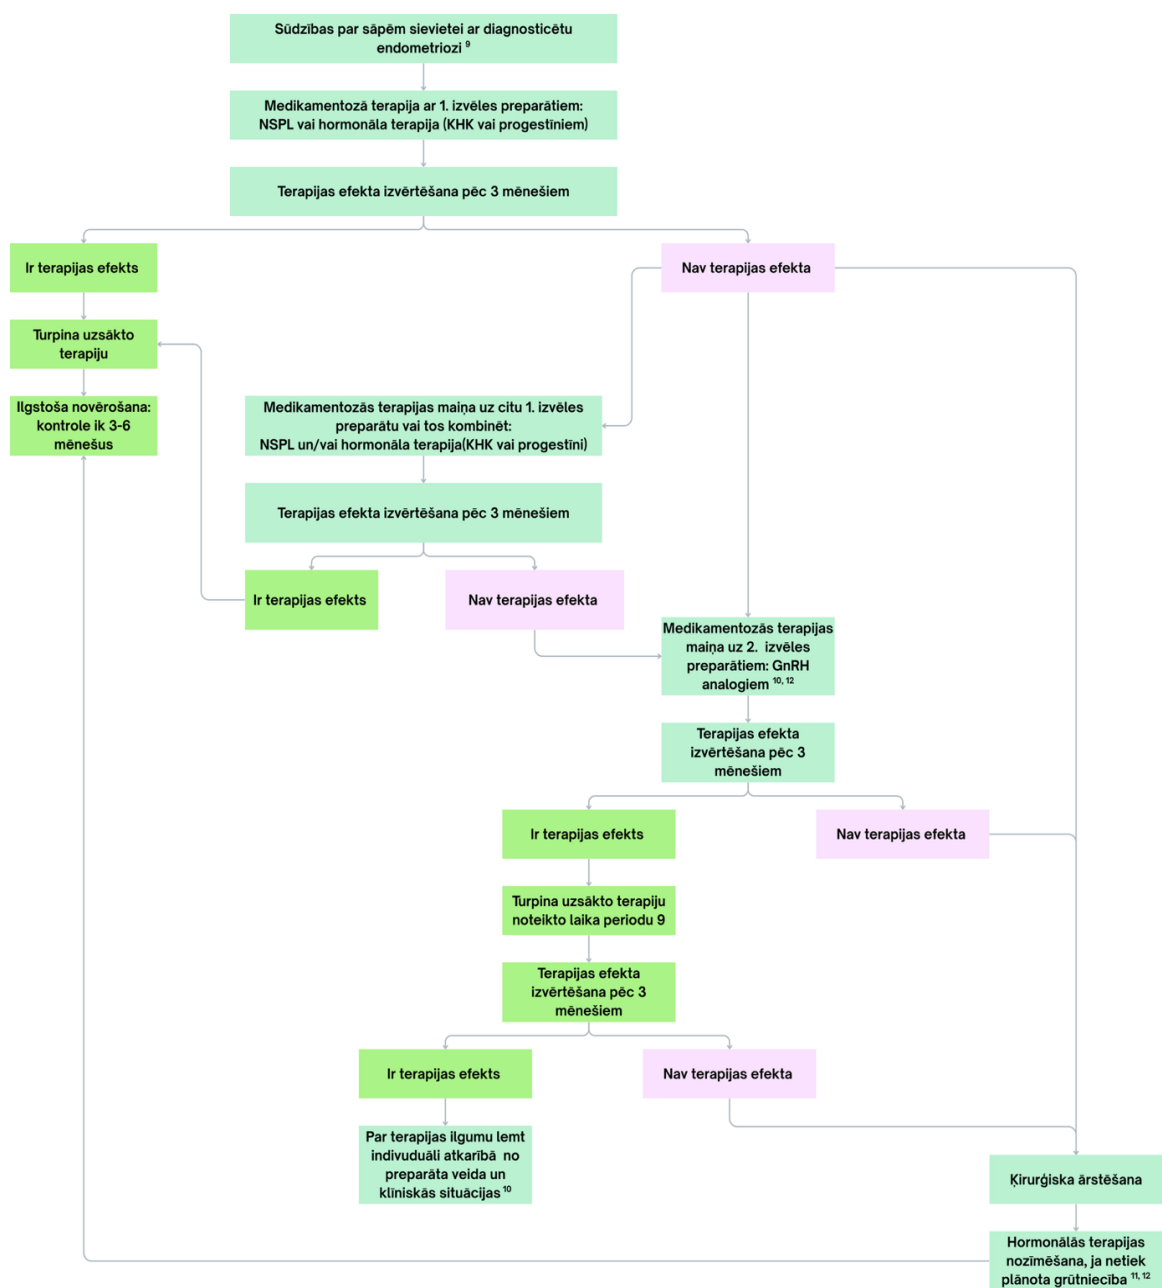 Sūdzības par sāpēm sievietei ar diagnosticētu
endometriozi ⁹
Medikamentozā terapija ar 1. izvēles preparātiem:
NSPL vai hormonāla terapija (KHK vai progestīniem)
Terapijas efekta izvērtēšana pēc 3 mēnešiem
Ir terapijas efekts
Nav terapijas efekta
Turpina uzsākto
terapiju
Ilgstoša novērošana:
kontrole ik 3-6
mēnešus
Medikamentozās terapijas maiņa uz citu 1. izvēles
preparātu vai tos kombinēt:
NSPL un/vai hormonāla terapija(KHK vai progestīni)
Terapijas efekta izvērtēšana pēc 3 mēnešiem
Ir terapijas efekts
Nav terapijas efekta
Medikamentozās terapijas
maiņa uz 2. izvēles
preparātiem: GnRH
analogiem ¹⁰, ¹²
Terapijas efekta
izvērtēšana pēc 3
mēnešiem
Ir terapijas efekts
Nav terapijas efekta
Turpina uzsākto terapiju
noteikto laika periodu 9
Terapijas efekta
izvērtēšana pēc 3
mēnešiem
Ir terapijas efekts
Nav terapijas efekta
Par terapijas ilgumu lemt
indivuduāli atkarībā no
preparāta veida un
klīniskās situācijas ¹⁰
Ķirurģiska ārstēšana
Hormonālās terapijas
nozīmēšana, ja netiek
plānota grūtniecība ¹¹, ¹²